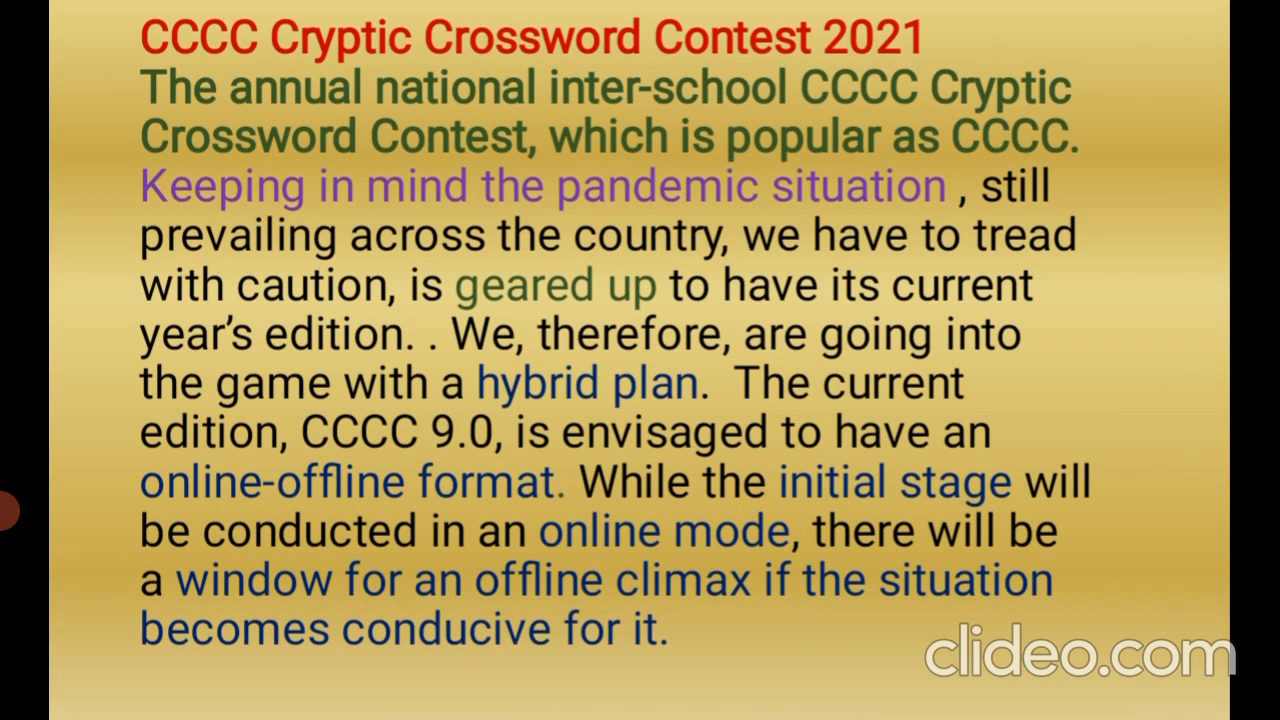 CCCC Cryptic Crossword Contest 2021
The annual national inter-school CCCC Cryptic
Crossword Contest, which is popular as CCCC.
Keeping in mind the pandemic situation , still
prevailing across the country, we have to tread
with caution, is geared up to have its current
year’s edition. . We, therefore, are going into
the game with a hybrid plan.  The current
edition, CCCC 9.0, is envisaged to have an
online-offline format. While the initial stage will
be conducted in an online mode, there will be
a window for an offline climax if the situation
becomes conducive for it.
clideo.com